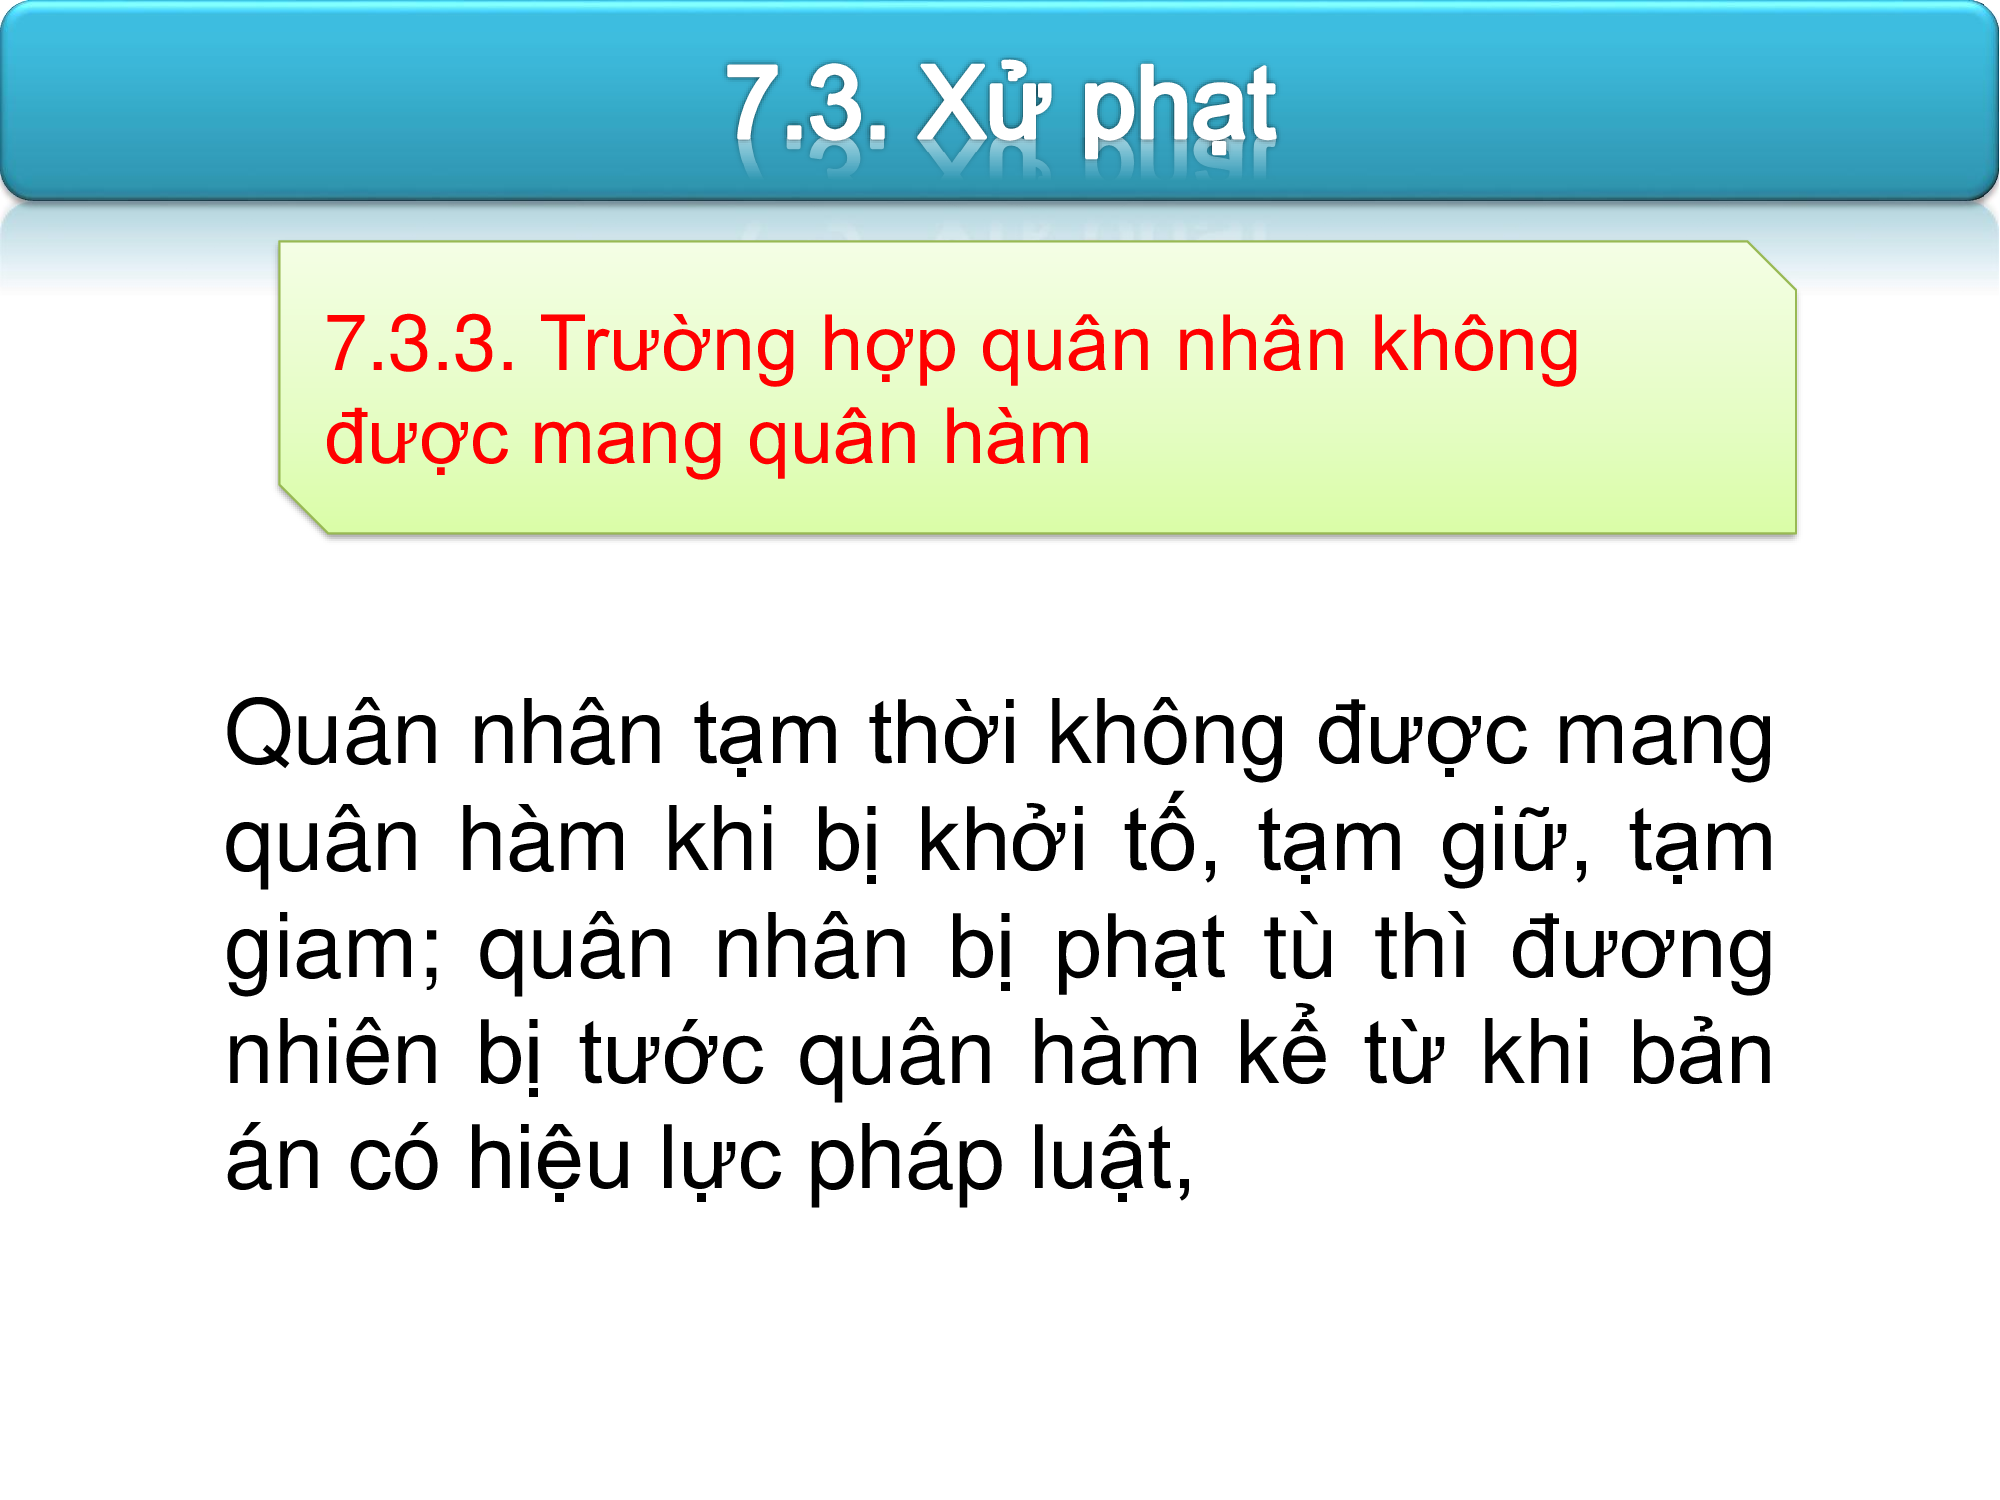 7.3. Xử phạt
7.3.3. Trường hợp quân nhân không
được mang quân hàm
Quân nhân tạm thời không được mang
quân hàm khi bị khởi tố, tạm giữ, tạm
giam; quân nhân bị phạt tù thì đương
nhiên bị tước quân hàm kể từ khi bản
án có hiệu lực pháp luật,